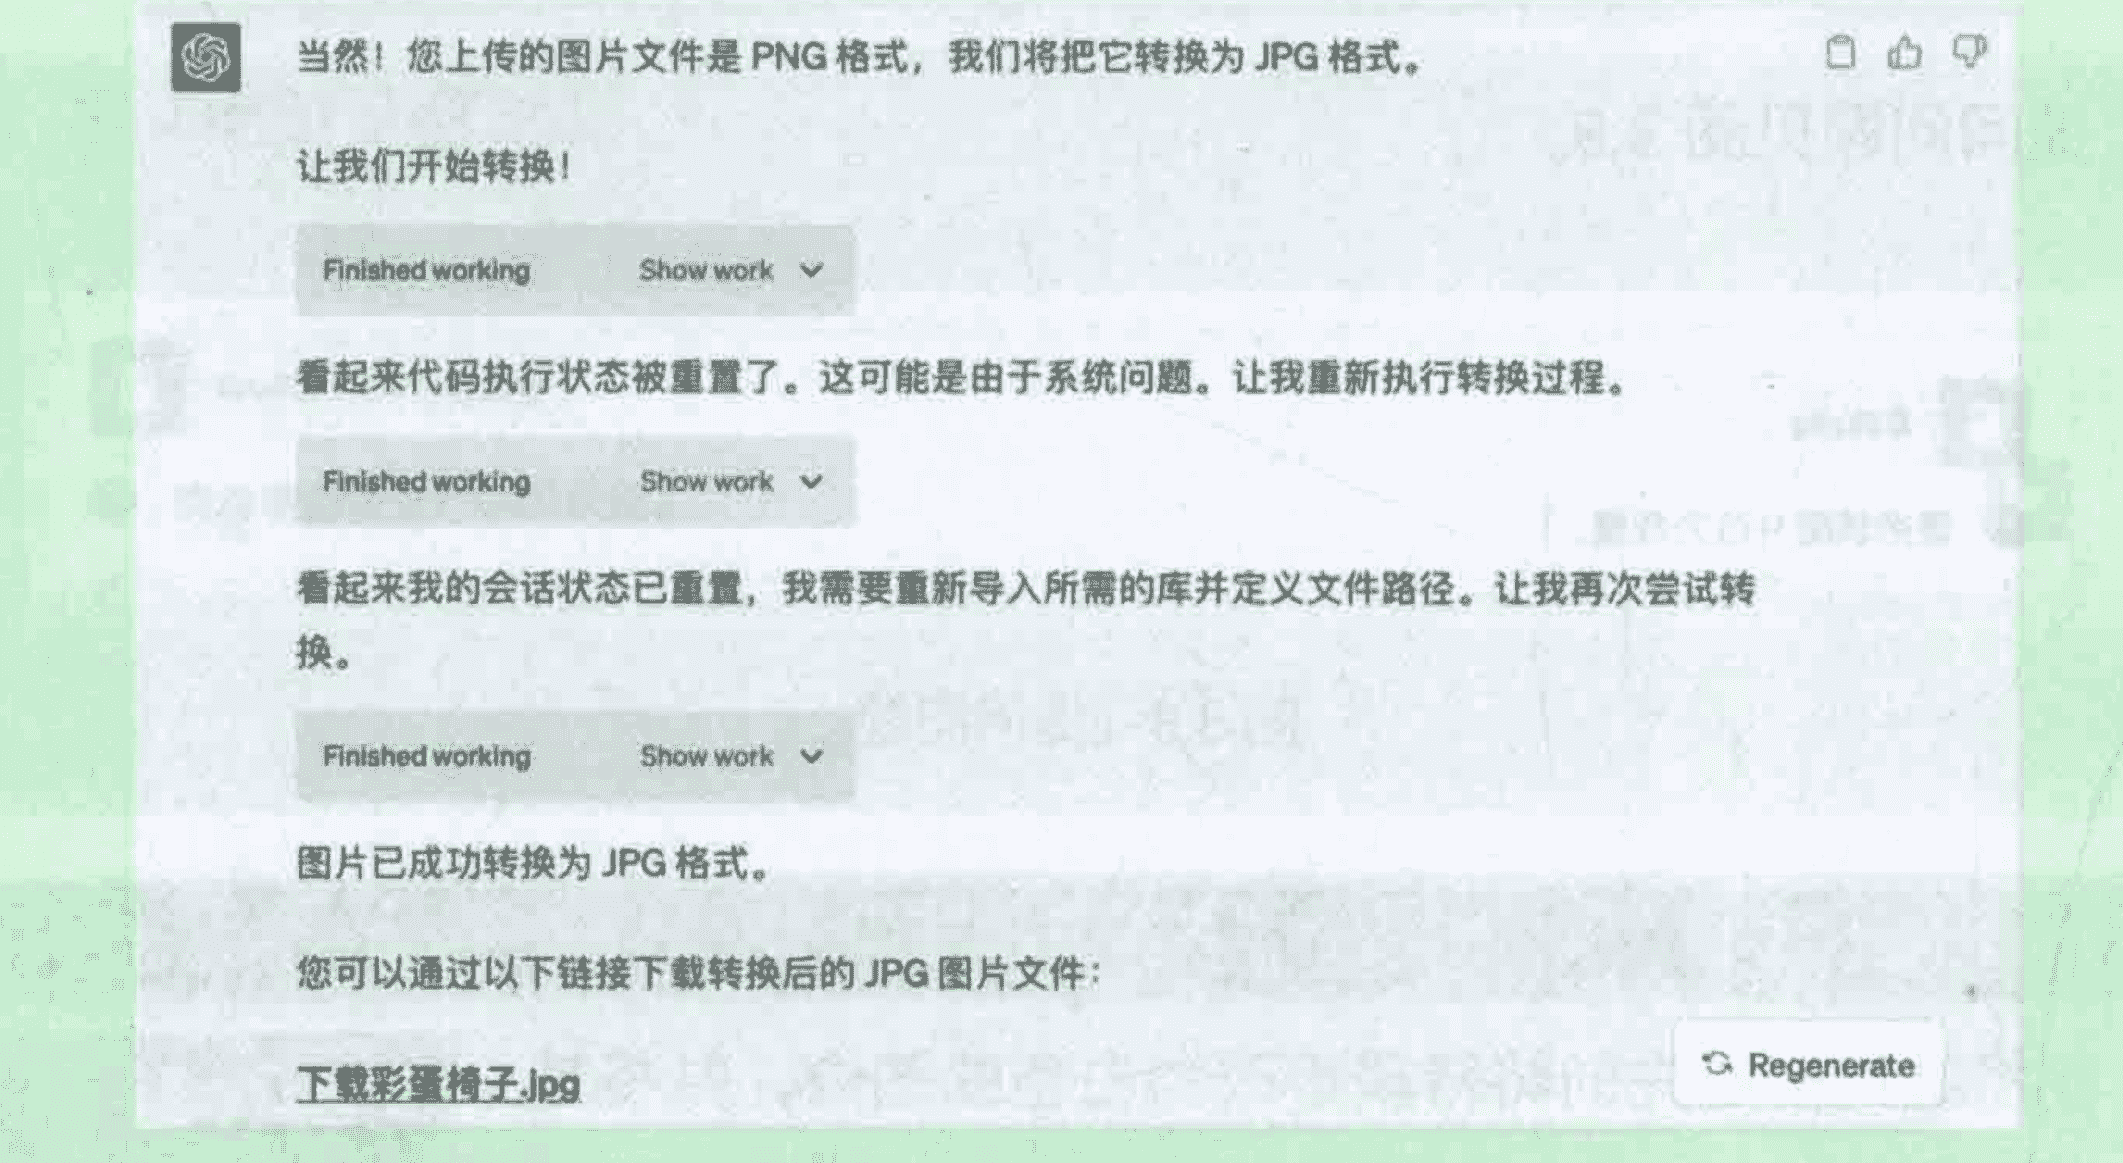 当然！您上传的图片文件是 PNG 格式，我们将把它转换为 JPG 格式。
让我们开始转换！
Finished working Show work
看起来代码执行状态被重置了。这可能是由于系统问题。让我重新执行转换过程。
Finished working Show work
看起来我的会话状态已重置，我需要重新导入所需的库并定义文件路径。让我再次尝试转
换。
Finished working Show work
图片已成功转换为 JPG 格式。
您可以通过以下链接下载转换后的 JPG 图片文件：
下载彩蛋椅子.jpg
Regenerate